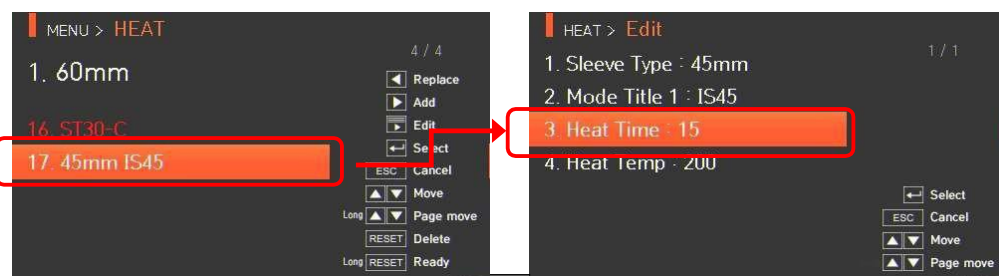 MENU > HEAT
4 / 4
1. 60mm
16. ST30-C
17. 45mm IS45
Replace
Add
Edit
Select
ESC Cancel
Move
Long Page move
RESET Delete
Long RESET Ready
HEAT > Edit
1 / 1
1. Sleeve Type : 45mm
2. Mode Title 1 : IS45
3. Heat Time : 15
4. Heat Temp : 200
Select
ESC Cancel
Move
Page move